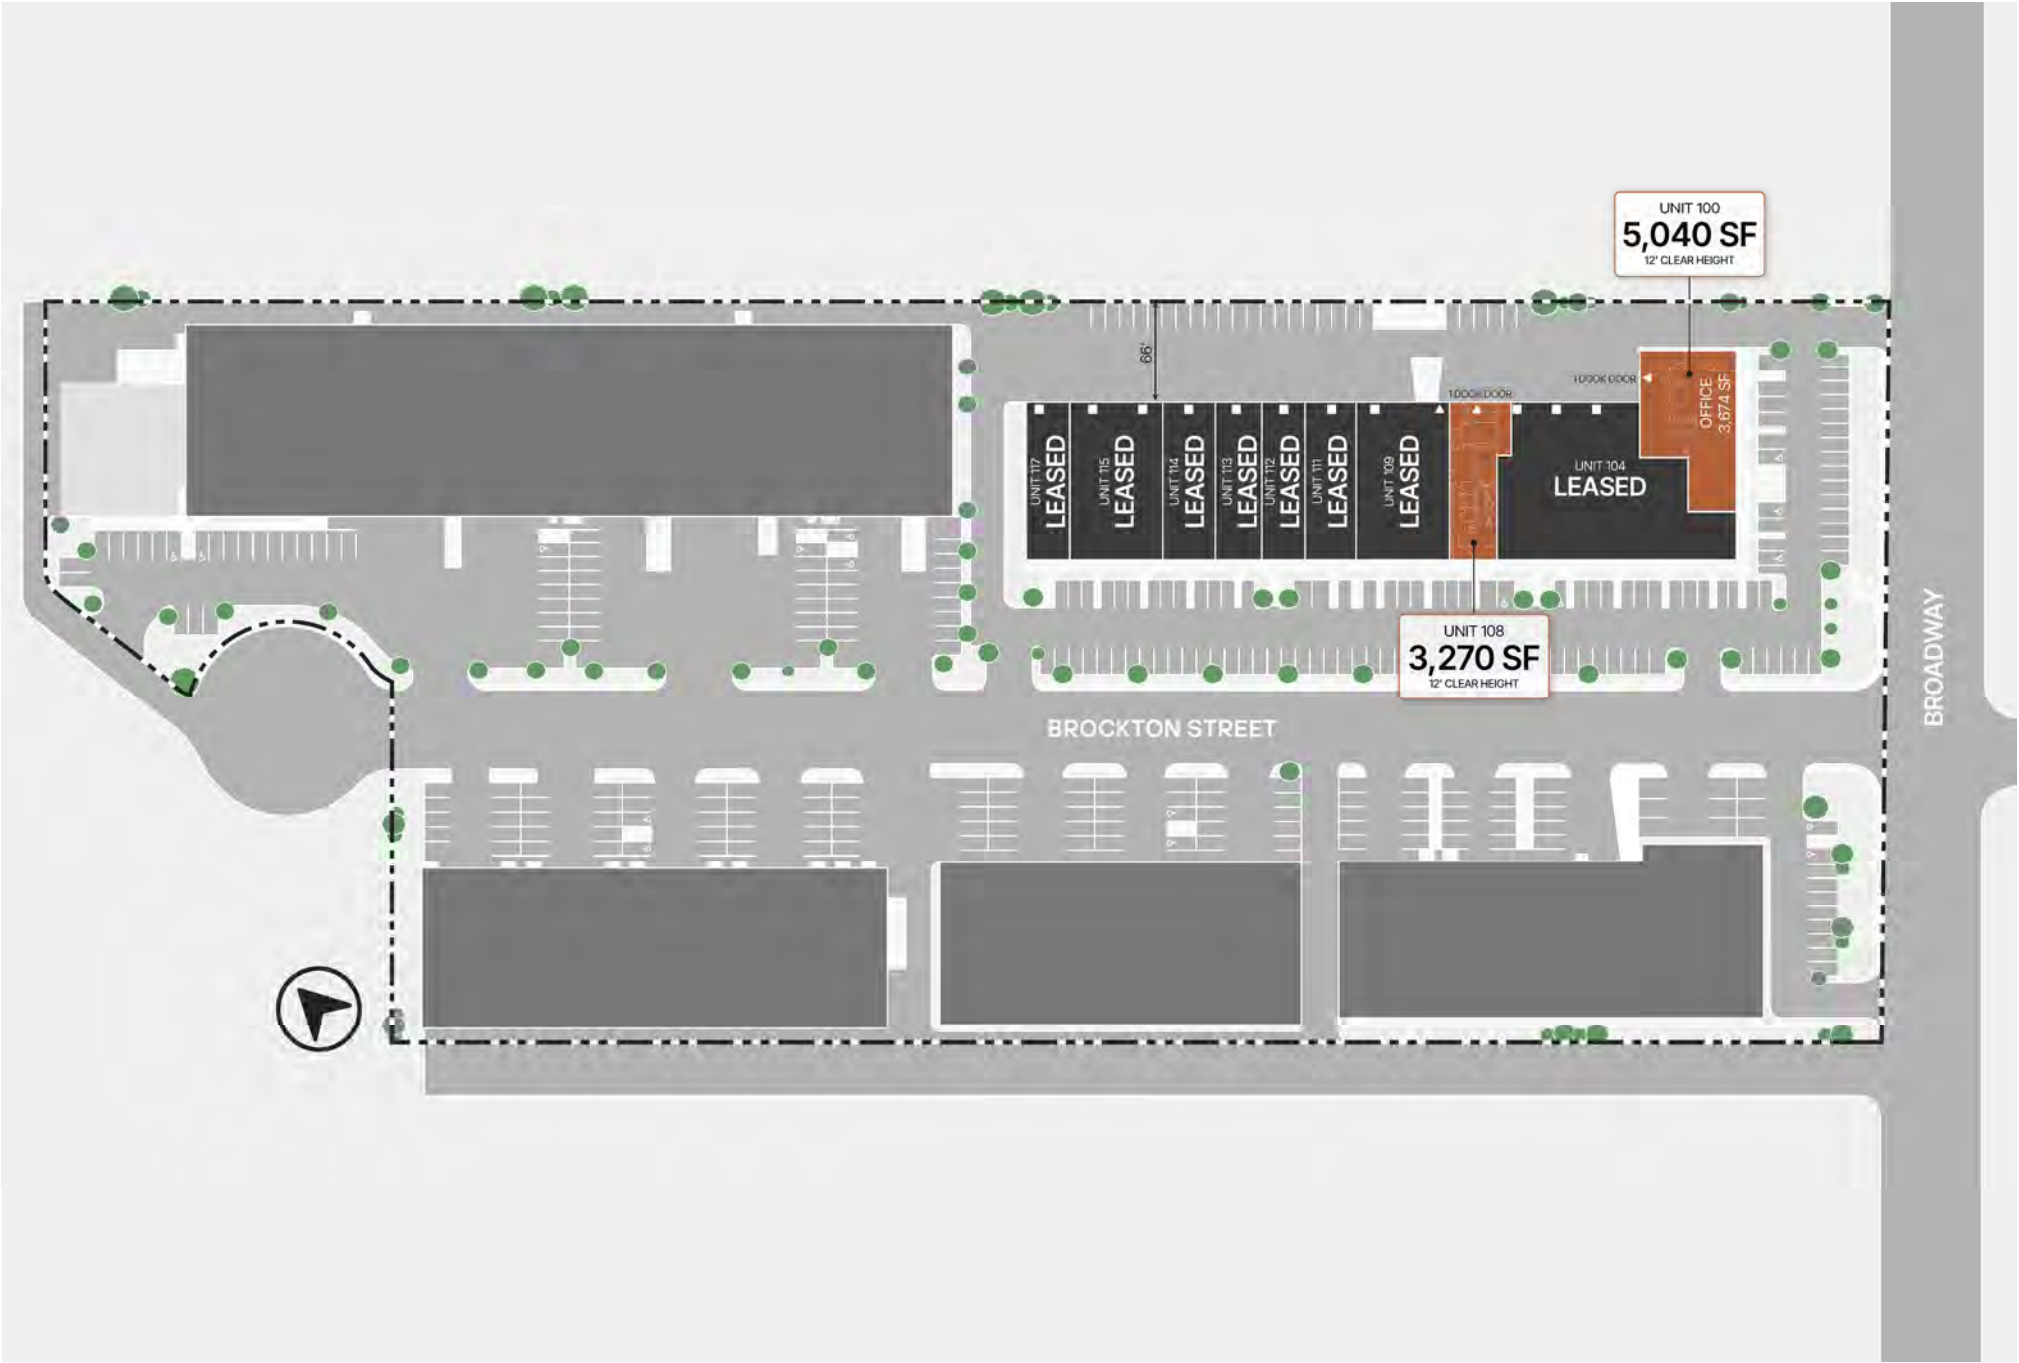 UNIT 100
5,040 SF
12' CLEAR HEIGHT
66'
1 DOCK DOOR
1 DOCK DOOR
OFFICE
3,674 SF
UNIT 117
LEASED
UNIT 115
LEASED
UNIT 114
LEASED
UNIT 113
LEASED
UNIT 112
LEASED
UNIT 111
LEASED
UNIT 109
LEASED
UNIT 104
LEASED
UNIT 108
3,270 SF
12' CLEAR HEIGHT
BROCKTON STREET
BROADWAY